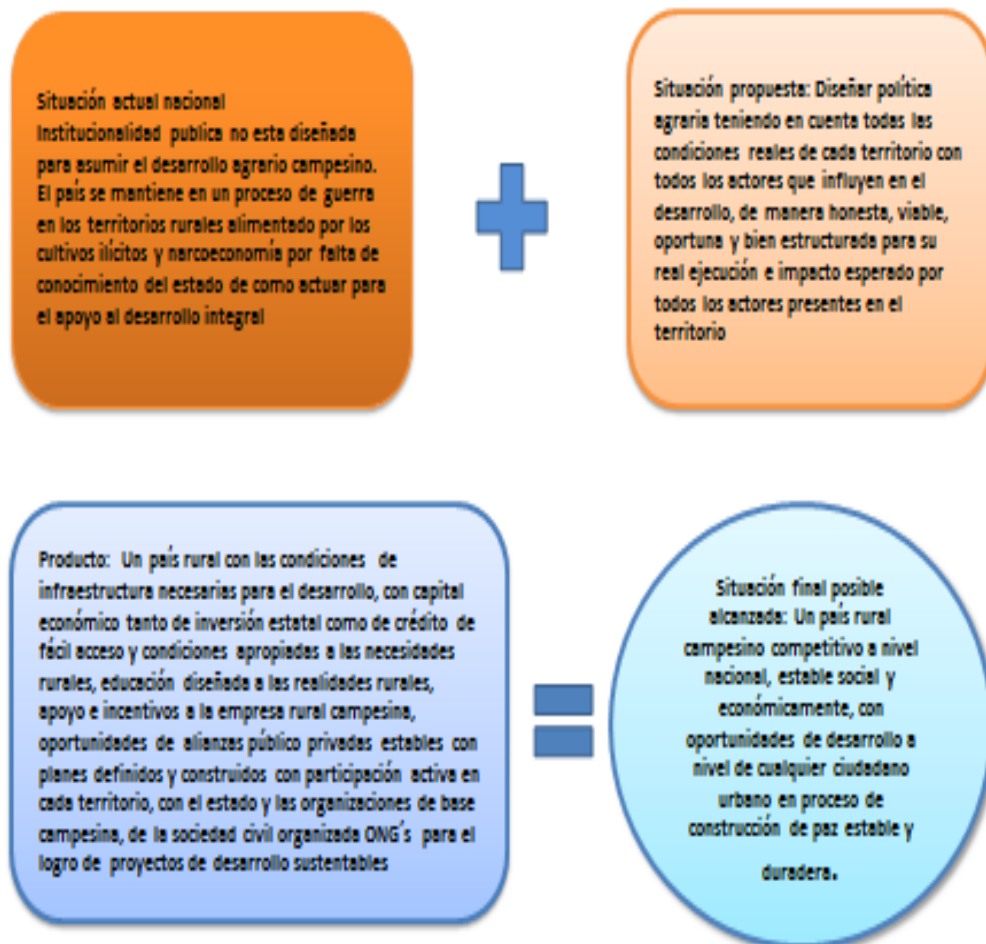 Situación actual nacional
Institucionalidad publica no esta diseñada
para asumir el desarrollo agrario campesino.
El país se mantiene en un proceso de guerra
en los territorios rurales alimentado por los
cultivos ilícitos y narcoeconomía por falta de
conocimiento del estado de como actuar para
el apoyo al desarrollo integral
Situación propuesta: Diseñar política
agraria teniendo en cuenta todas las
condiciones reales de cada territorio con
todos los actores que influyen en el
desarrollo, de manera honesta, viable,
oportuna y bien estructurada para su
real ejecución e impacto esperado por
todos los actores presentes en el
territorio
Producto: Un país rural con las condiciones de
infraestructura necesarias para el desarrollo, con capital
económico tanto de inversión estatal como de crédito de
fácil acceso y condiciones apropiadas a las necesidades
rurales, educación diseñada a las realidades rurales,
apoyo e incentivos a la empresa rural campesina,
oportunidades de alianzas público privadas estables con
planes definidos y construidos con participación activa en
cada territorio, con el estado y las organizaciones de base
campesina, de la sociedad civil organizada ONG´s para el
logro de proyectos de desarrollo sustentables
Situación final posible
alcanzada: Un país rural
campesino competitivo a nivel
nacional, estable social y
económicamente, con
oportunidades de desarrollo a
nivel de cualquier ciudadano
urbano en proceso de
construcción de paz estable y
duradera.